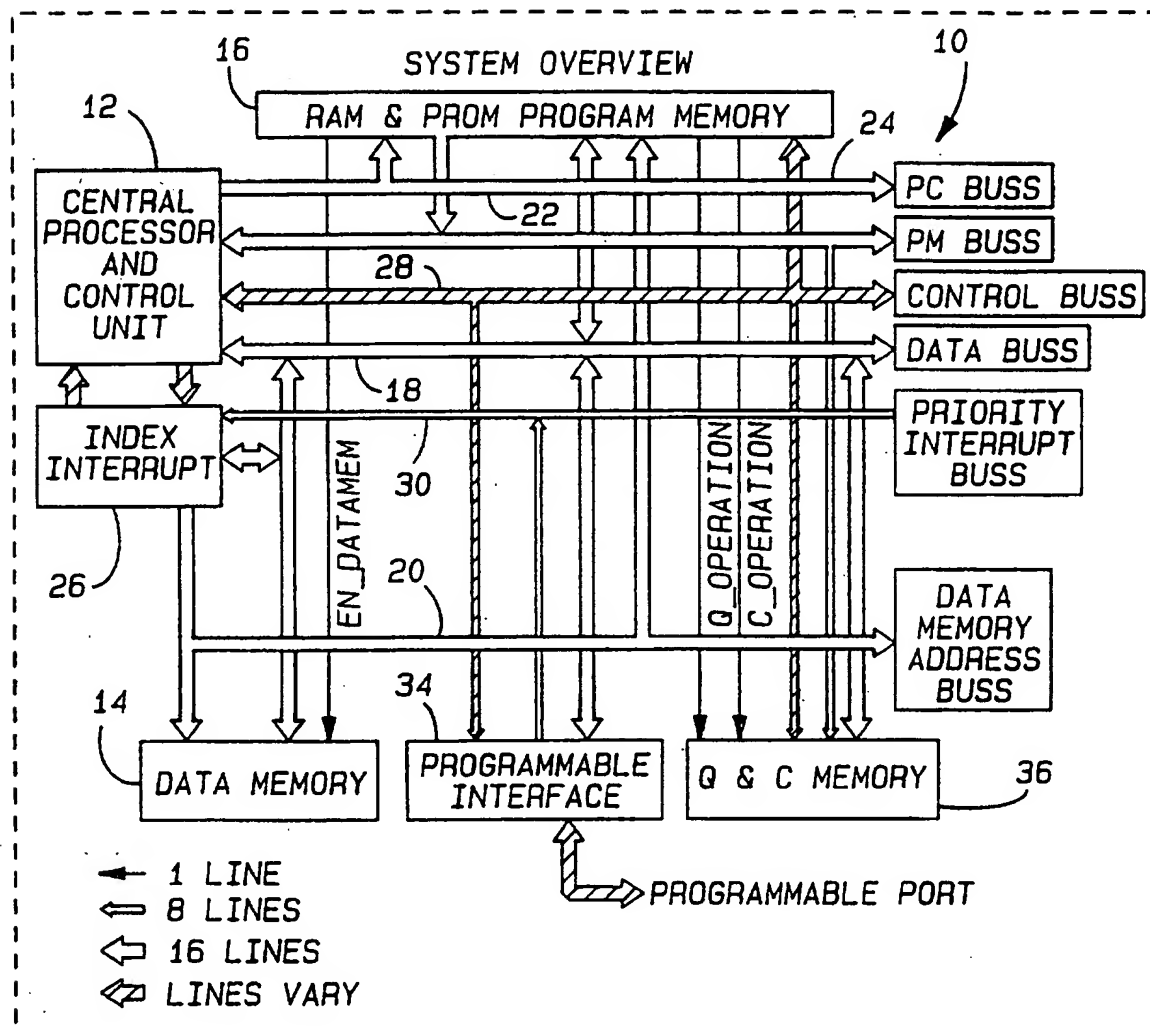 SYSTEM OVERVIEW
16
10
RAM & PROM PROGRAM MEMORY
12
24
CENTRAL
PROCESSOR
AND
CONTROL
UNIT
22
PC BUSS
PM BUSS
28
CONTROL BUSS
DATA BUSS
18
INDEX
INTERRUPT
30
PRIORITY
INTERRUPT
BUSS
26
EN_DATAMEM
Q_OPERATION
C_OPERATION
20
DATA
MEMORY
ADDRESS
BUSS
14
34
DATA MEMORY
PROGRAMMABLE
INTERFACE
Q & C MEMORY
36
1 LINE
8 LINES
16 LINES
LINES VARY
PROGRAMMABLE PORT